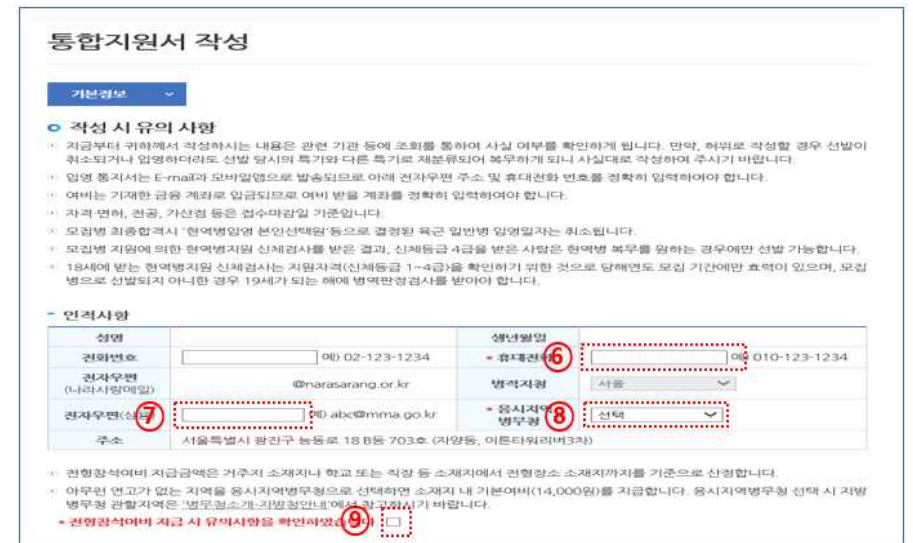 통합지원서 작성
기본정보
작성 시 유의 사항
지금부터 귀하께서 작성하시는 내용은 관련 기관 등에 조회를 통하여 사실 여부를 확인하게 됩니다. 만약, 허위로 작성할 경우 선발이
취소되거나 입영하더라도 선발 당시의 특기와 다른 특기로 재분류되어 복무하게 되니 사실대로 작성하여 주시기 바랍니다.
입영 통지서는 E-mail과 모바일앱으로 발송되므로 아래 전자우편 주소 및 휴대전화 번호를 정확히 입력하여야 합니다.
여비는 기재한 금융 계좌로 입금되므로 여비 받을 계좌를 정확히 입력하여야 합니다.
자격·면허, 전공, 가산점 등은 접수마감일 기준입니다.
모집병 최종합격시 '현역병입영 본인선택원'등으로 결정된 육군 일반병 입영일자는 취소됩니다.
모집병 지원에 의한 현역병지원 신체검사를 받은 결과, 신체등급 4급을 받은 사람은 현역병 복무를 원하는 경우에만 선발 가능합니다.
18세에 받는 현역병지원 신체검사는 지원자격(신체등급 1~4급)을 확인하기 위한 것으로 당해연도 모집 기간에만 효력이 있으며, 모집
병으로 선발되지 아니한 경우 19세가 되는 해에 병역판정검사를 받아야 합니다.
인적사항
성명 생년월일
전화번호 예) 02-123-1234 * 휴대전화 ⑥ 예) 010-123-1234
전자우편
(나라사랑메일) @narasarang.or.kr 병적지청 서울
전자우편(상용) ⑦ 예) abc@mma.go.kr * 응시지역
병무청 ⑧ 선택
주소 서울특별시 광진구 능동로 18 B동 703호 (자양동, 이튼타워리버3차)
전형참석여비 지급금액은 거주지 소재지나 학교 또는 직장 등 소재지에서 전형장소 소재지까지를 기준으로 산정합니다.
아무런 연고가 없는 지역을 응시지역병무청으로 선택하면 소재지 내 기본여비(14,000원)를 지급합니다. 응시지역병무청 선택 시 지방
병무청 관할지역은 '병무청소개-지방청안내'에서 참고하시기 바랍니다.
* 전형참석여비 지급 시 유의사항을 확인하였습니다 ⑨